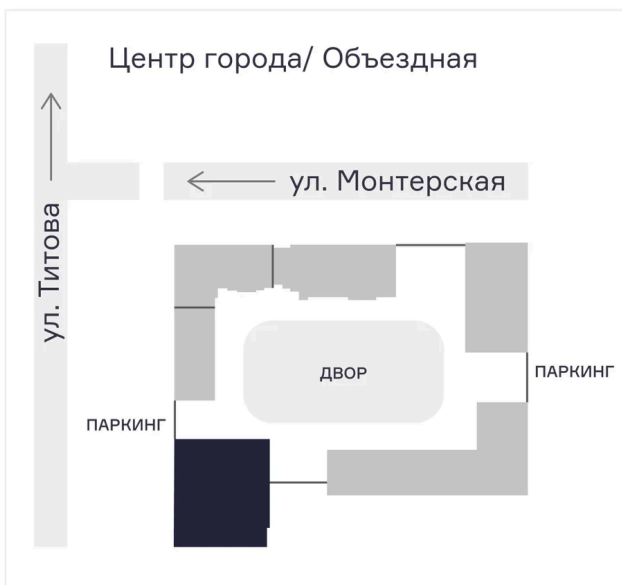 Центр города/ Объездная
ул. Монтерская
ул. Титова
ДВОР
ПАРКИНГ
ПАРКИНГ